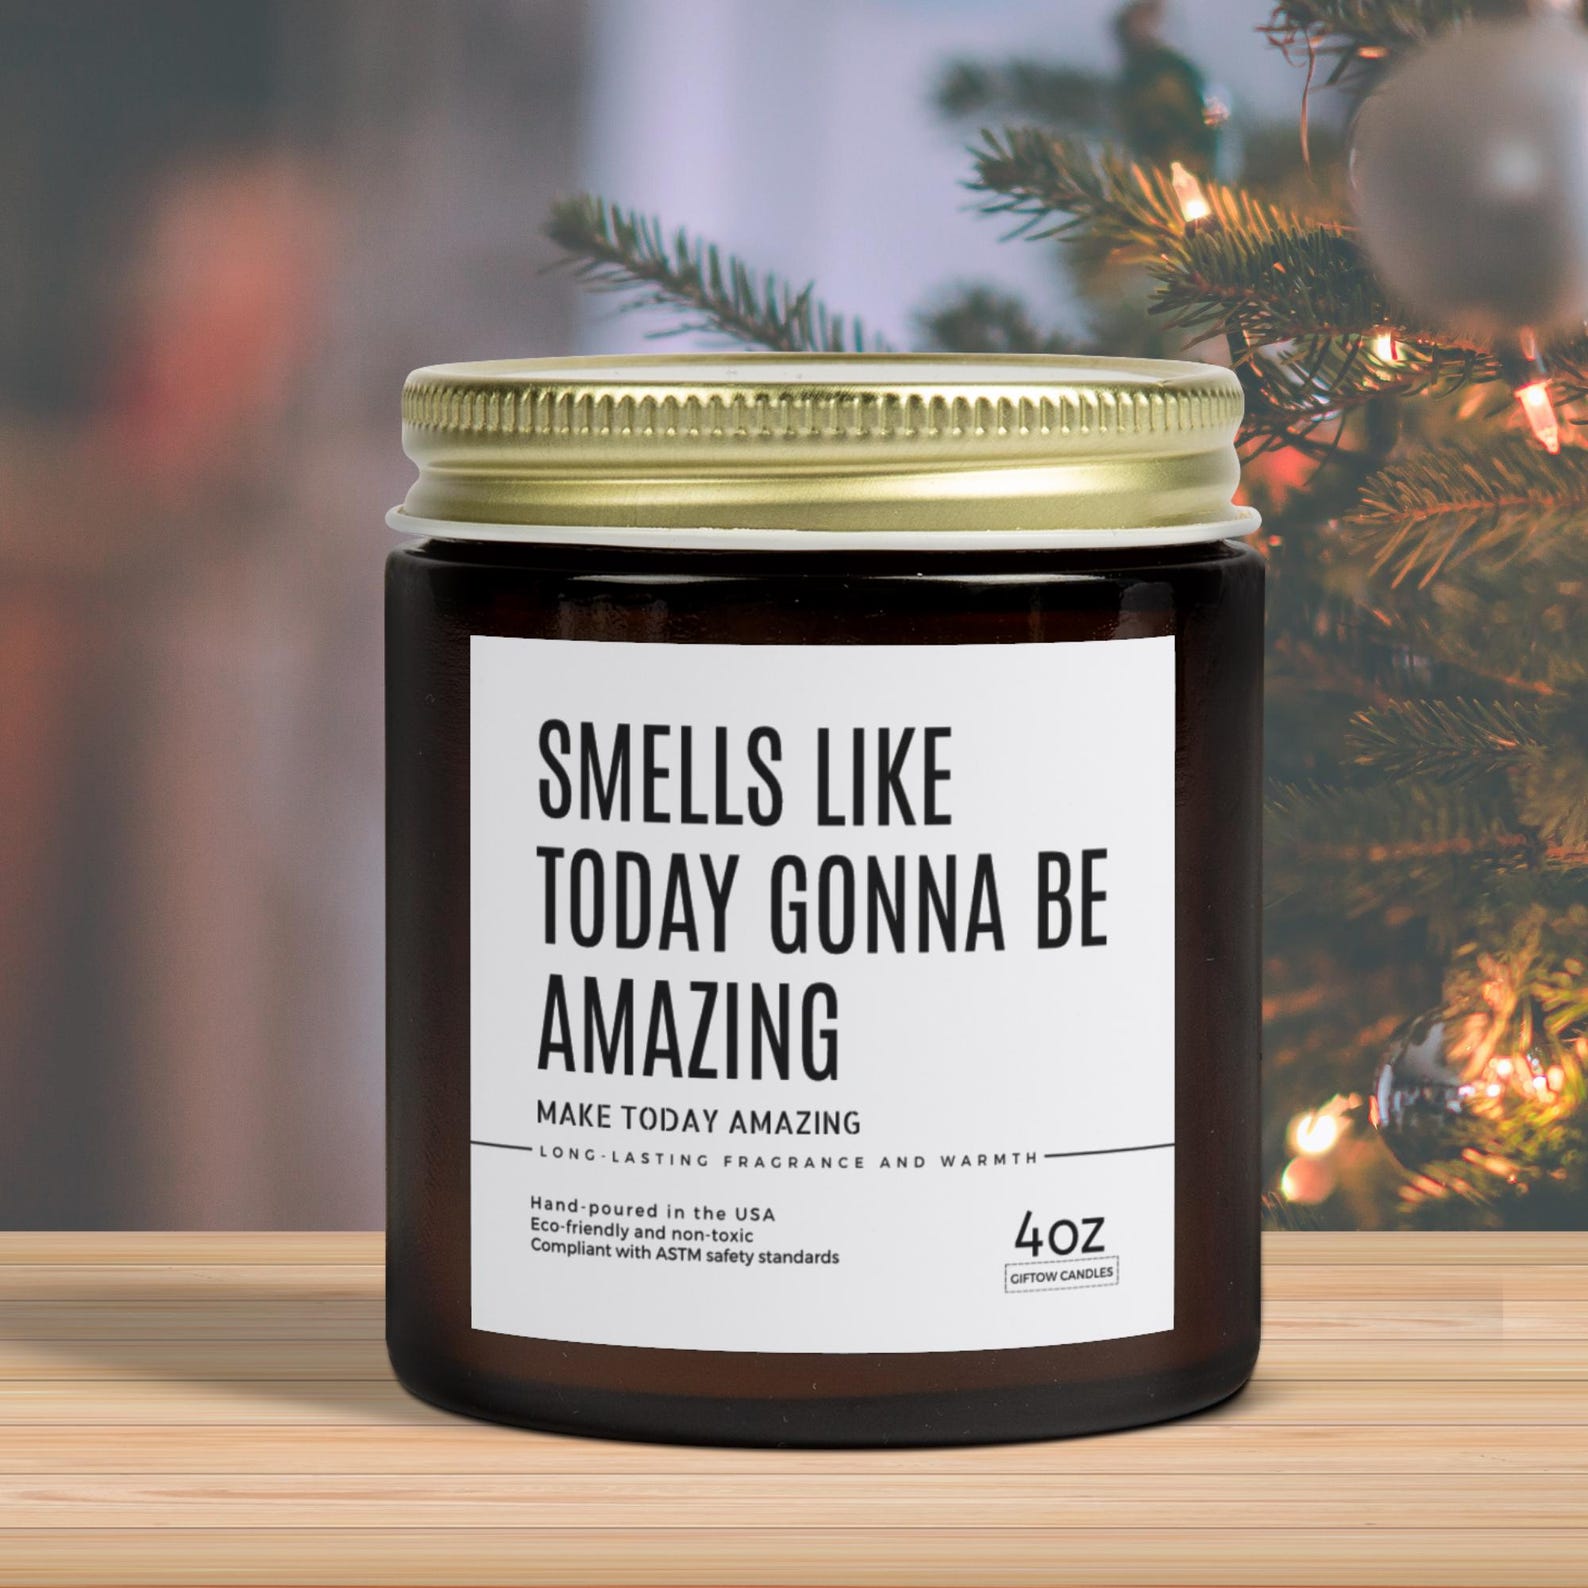 SMELLS LIKE
TODAY GONNA BE
AMAZING
MAKE TODAY AMAZING
LONG-LASTING FRAGRANCE AND WARMTH
Hand-poured in the USA
Eco-friendly and non-toxic
Compliant with ASTM safety standards
4OZ
GIFTOW CANDLES